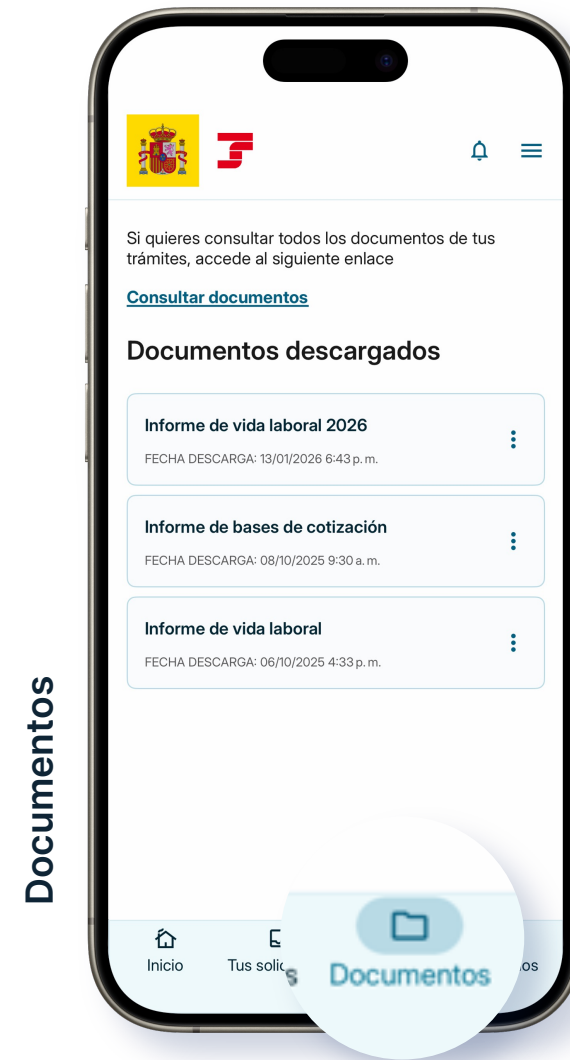 Si quieres consultar todos los documentos de tus
trámites, accede al siguiente enlace
Consultar documentos
Documentos descargados
Informe de vida laboral 2026
FECHA DESCARGA: 13/01/2026 6:43 p. m.
Informe de bases de cotización
FECHA DESCARGA: 08/10/2025 9:30 a. m.
Informe de vida laboral
FECHA DESCARGA: 06/10/2025 4:33 p. m.
Documentos
Inicio
Tus
Documentos